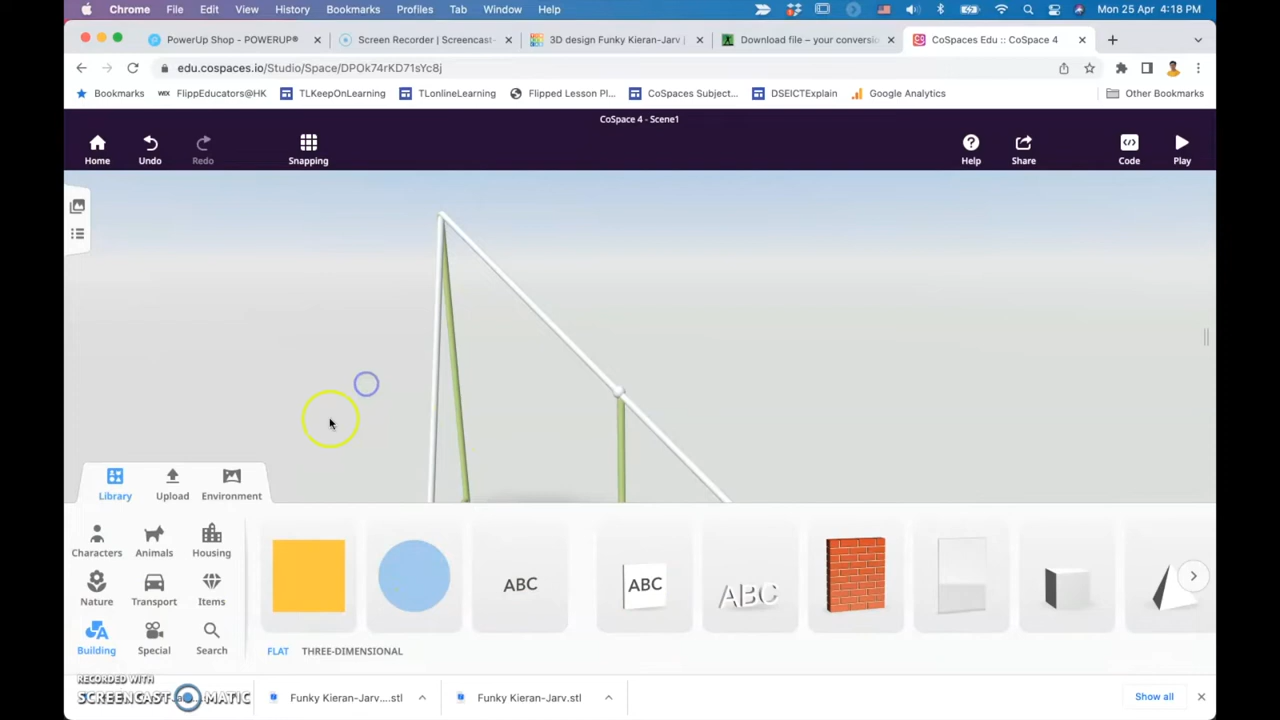 Chrome File Edit View History Bookmarks Profiles Tab Window Help Mon 25 Apr 4:18 PM
PowerUp Shop - POWERUP® Screen Recorder | Screencast- 3D design Funky Kieran-Jarv | Download file – your conversi CoSpaces Edu :: CoSpace 4
edu.cospaces.io/Studio/Space/DPOk74rKD71sYc8j
Bookmarks FlippEducators@HK TLKeepOnLearning TLonlineLearning Flipped Lesson Pl... CoSpaces Subject... DSEICTExplain Google Analytics Other Bookmarks
CoSpace 4 - Scene1
Home Undo Redo Snapping Help Share Code Play
Library Upload Environment
Characters Animals Housing
Nature Transport Items
Building Special Search
ABC ABC ABC
FLAT THREE-DIMENSIONAL
RECORDED WITH
SCREENCAST MATIC
Funky Kieran-Jarv....stl Funky Kieran-Jarv.stl Show all